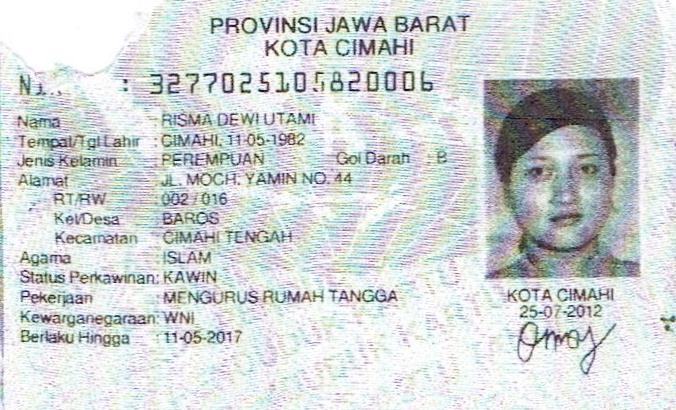 PROVINSI JAWA BARAT
KOTA CIMAHI
: 3277025105820006
Nama : RISMA DEWI UTAMI
Tempat/Tgl Lahir : CIMAHI, 11-05-1982
Jenis Kelamin : PEREMPUAN Gol Darah : B
Alamat : JL. MOCH. YAMIN NO. 44
RT/RW : 002 / 016
Kel/Desa : BAROS
Kecamatan : CIMAHI TENGAH
Agama : ISLAM
Status Perkawinan: KAWIN
Pekerjaan : MENGURUS RUMAH TANGGA
Kewarganegaraan: WNI
Berlaku Hingga : 11-05-2017
KOTA CIMAHI
25-07-2012